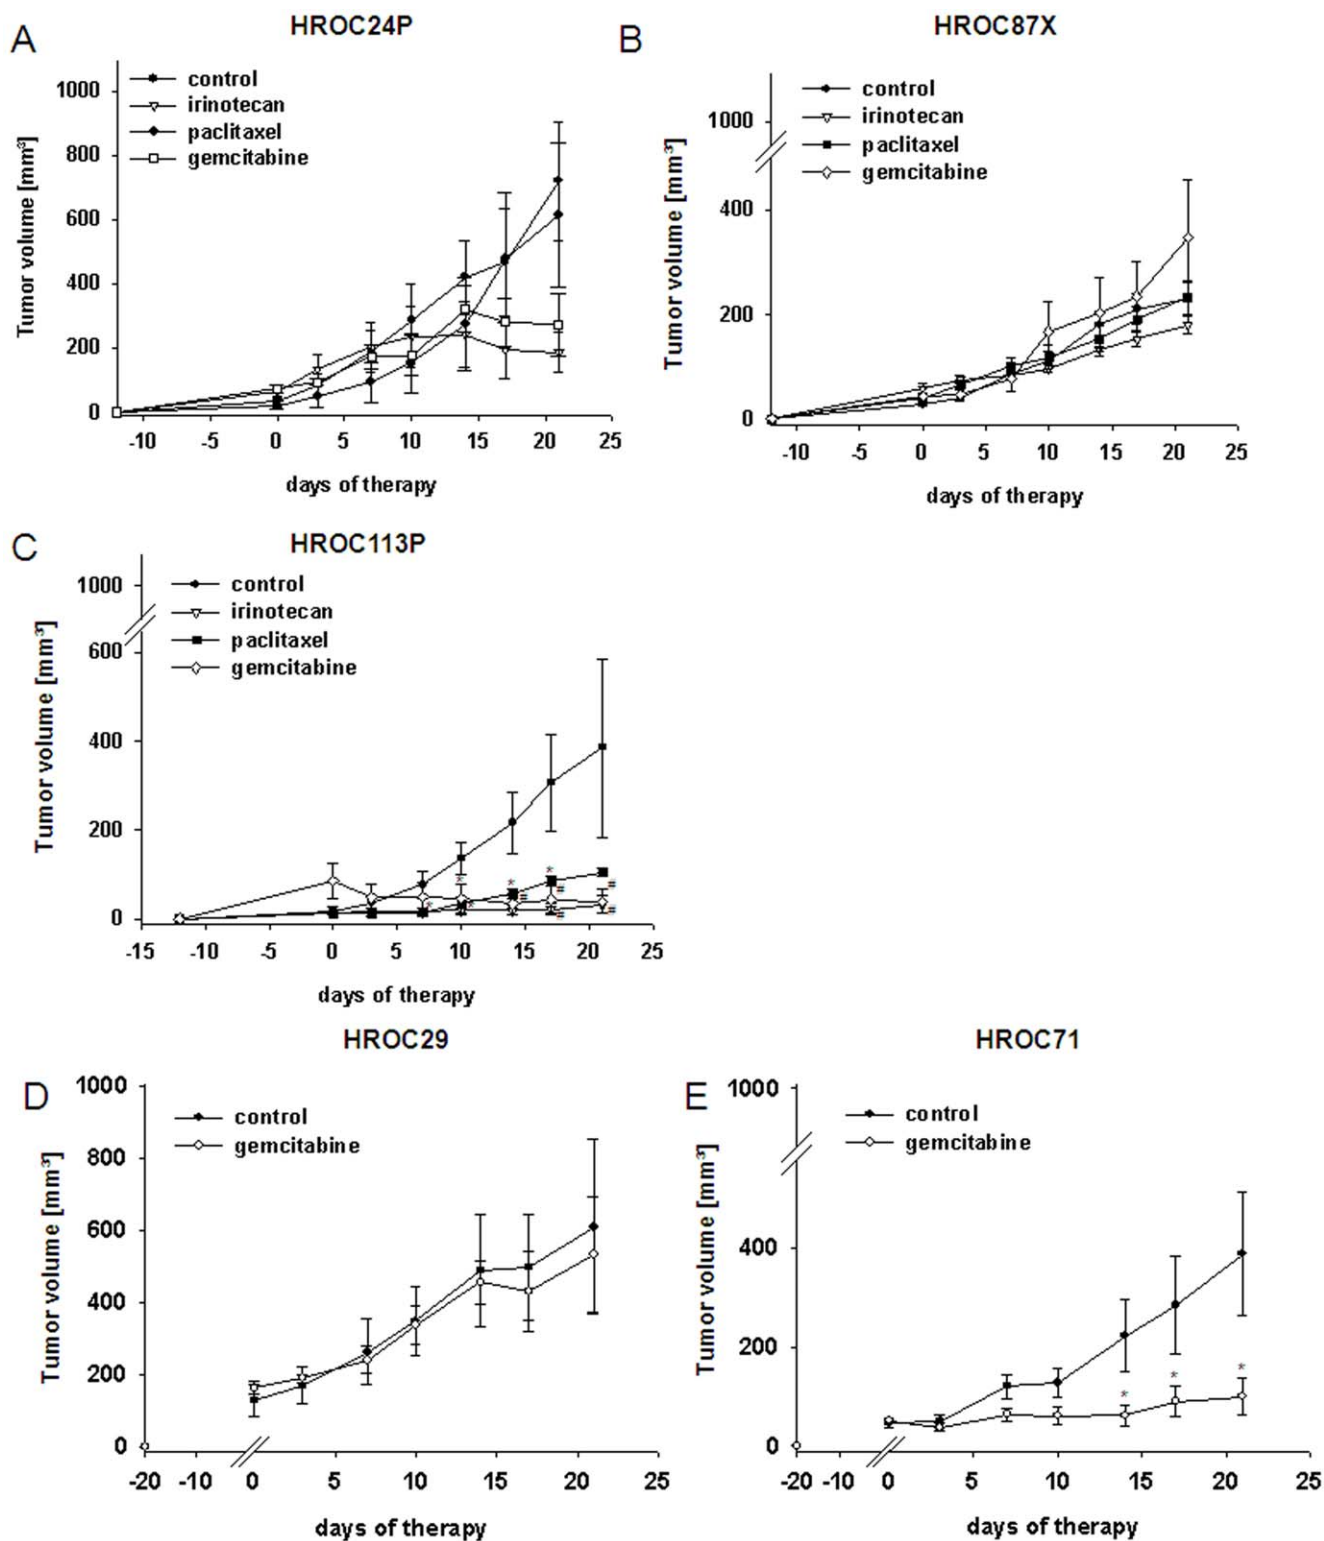 A
HROC24P
control
irinotecan
paclitaxel
gemcitabine
Tumor volume [mm³]
1000
800
600
400
200
0
-10 -5 0 5 10 15 20 25
days of therapy
B
HROC87X
control
irinotecan
paclitaxel
gemcitabine
Tumor volume [mm³]
1000
400
200
0
-10 -5 0 5 10 15 20 25
days of therapy
C
HROC113P
control
irinotecan
paclitaxel
gemcitabine
Tumor volume [mm³]
1000
600
400
200
0
* * *
# # #
* *
# #
-15 -10 -5 0 5 10 15 20 25
days of therapy
D
HROC29
control
gemcitabine
Tumor volume [mm³]
1000
800
600
400
200
0
-20 -10 0 5 10 15 20 25
days of therapy
E
HROC71
control
gemcitabine
Tumor volume [mm³]
1000
400
200
0
* * *
-20 -10 0 5 10 15 20 25
days of therapy